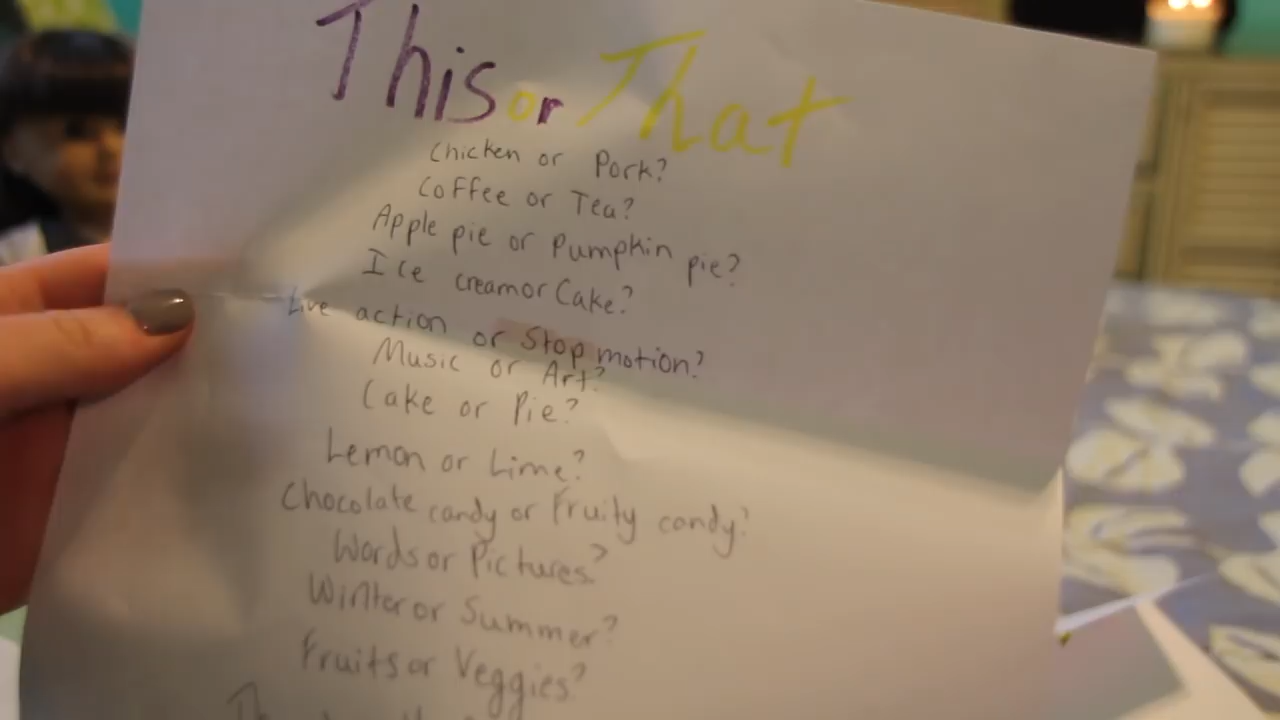 This or That
Chicken or Pork?
Coffee or Tea?
Apple pie or Pumpkin pie?
Ice cream or Cake?
Live action or Stop motion?
Music or Art?
Cake or Pie?
Lemon or Lime?
Chocolate candy or Fruity candy?
Words or Pictures?
Winter or Summer?
Fruits or Veggies?